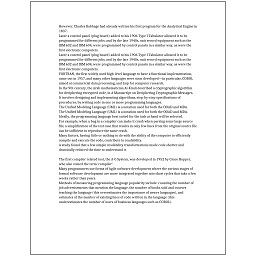 However, Charles Babbage had already written his first program for the Analytical Engine in
1837.
Later a control panel (plug board) added to his 1906 Type I Tabulator allowed it to be
programmed for different jobs, and by the late 1940s, unit record equipment such as the
IBM 602 and IBM 604, were programmed by control panels in a similar way, as were the
first electronic computers.
Later a control panel (plug board) added to his 1906 Type I Tabulator allowed it to be
programmed for different jobs, and by the late 1940s, unit record equipment such as the
IBM 602 and IBM 604, were programmed by control panels in a similar way, as were the
first electronic computers.
FORTRAN, the first widely used high-level language to have a functional implementation,
came out in 1957 and many other languages were soon developed—in particular, COBOL
aimed at commercial data processing, and Lisp for computer research.
In the 9th century, the Arab mathematician Al-Kindi described a cryptographic algorithm
for deciphering encrypted code, in A Manuscript on Deciphering Cryptographic Messages.
It involves designing and implementing algorithms, step-by-step specifications of
procedures, by writing code in one or more programming languages.
The Unified Modeling Language (UML) is a notation used for both the OOAD and MDA.
The Unified Modeling Language (UML) is a notation used for both the OOAD and MDA.
Ideally, the programming language best suited for the task at hand will be selected.
For example, when a bug in a compiler can make it crash when parsing some large source
file, a simplification of the test case that results in only few lines from the original source file
can be sufficient to reproduce the same crash.
Many factors, having little or nothing to do with the ability of the computer to efficiently
compile and execute the code, contribute to readability.
A study found that a few simple readability transformations made code shorter and
drastically reduced the time to understand it.
The first compiler related tool, the A-0 System, was developed in 1952 by Grace Hopper,
who also coined the term 'compiler'.
Many programmers use forms of Agile software development where the various stages of
formal software development are more integrated together into short cycles that take a few
weeks rather than years.
Methods of measuring programming language popularity include: counting the number of
job advertisements that mention the language, the number of books sold and courses
teaching the language (this overestimates the importance of newer languages), and
estimates of the number of existing lines of code written in the language (this
underestimates the number of users of business languages such as COBOL).